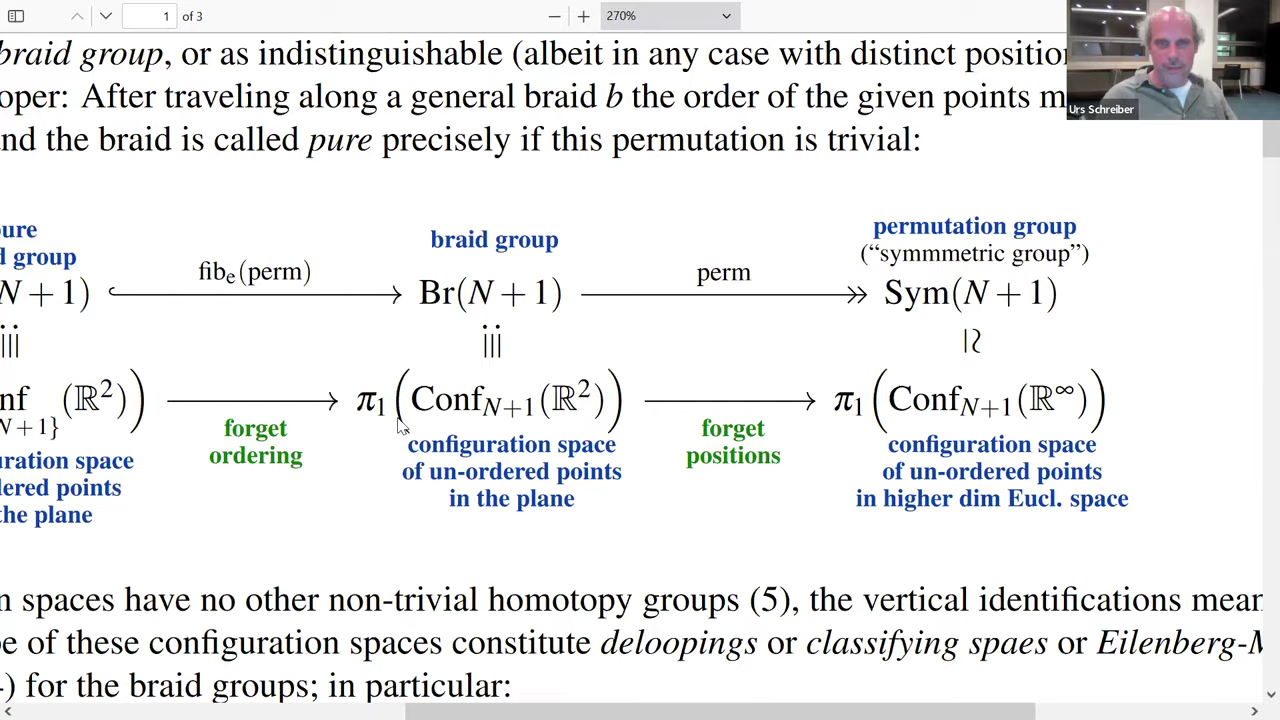 1 of 3
270%
braid group, or as indistinguishable (albeit in any case with distinct position
oper: After traveling along a general braid b the order of the given points m
Urs Schreiber
nd the braid is called pure precisely if this permutation is trivial:
pure
d group
braid group
permutation group
(“symmmetric group”)
N + 1) fib_e(perm) Br(N + 1) perm Sym(N + 1)
nf (ℝ²)) π₁(Conf_{N+1}(ℝ²)) π₁(Conf_{N+1}(ℝ^∞))
N + 1}
forget
ordering
forget
positions
uration space
dered points
the plane
configuration space
of un-ordered points
in the plane
configuration space
of un-ordered points
in higher dim Eucl. space
n spaces have no other non-trivial homotopy groups (5), the vertical identifications mean
pe of these configuration spaces constitute deloopings or classifying spaes or Eilenberg-M
) for the braid groups; in particular: